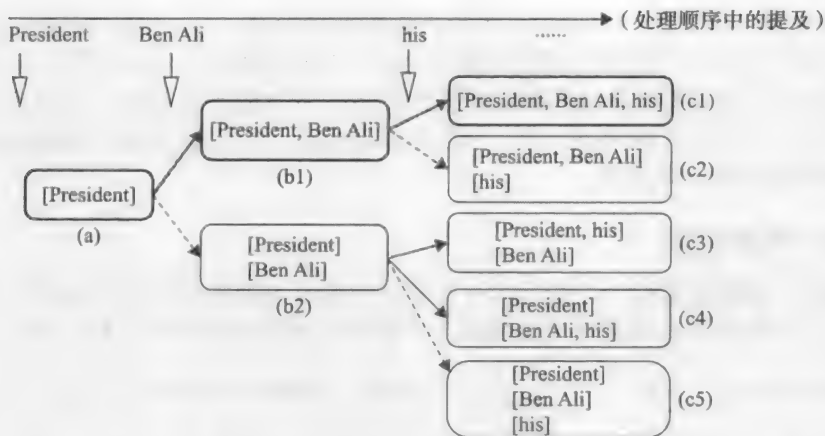 (处理顺序中的提及)
President Ben Ali his ……
[President]
(a)
[President, Ben Ali]
(b1)
[President]
[Ben Ali]
(b2)
[President, Ben Ali, his] (c1)
[President, Ben Ali]
[his]
(c2)
[President, his]
[Ben Ali]
(c3)
[President]
[Ben Ali, his]
(c4)
[President]
[Ben Ali]
[his]
(c5)